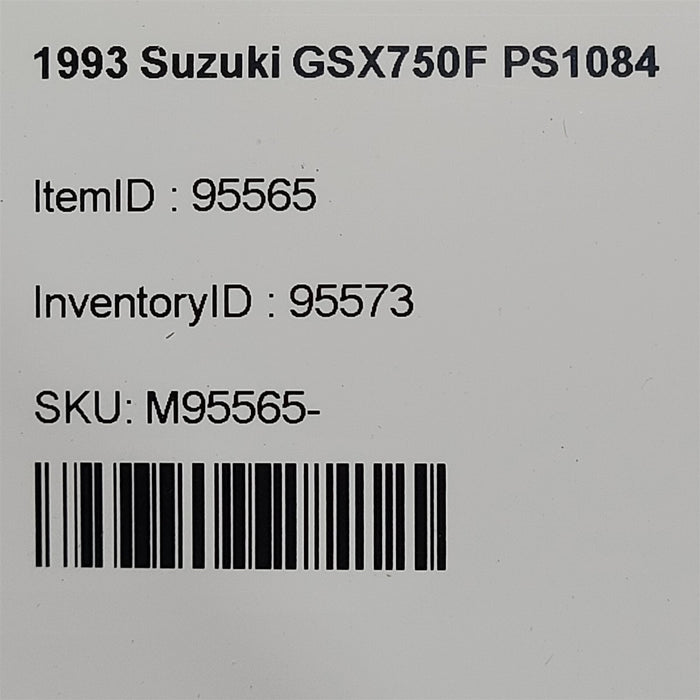 1993 Suzuki GSX750F PS1084
ItemID : 95565
InventoryID : 95573
SKU: M95565-